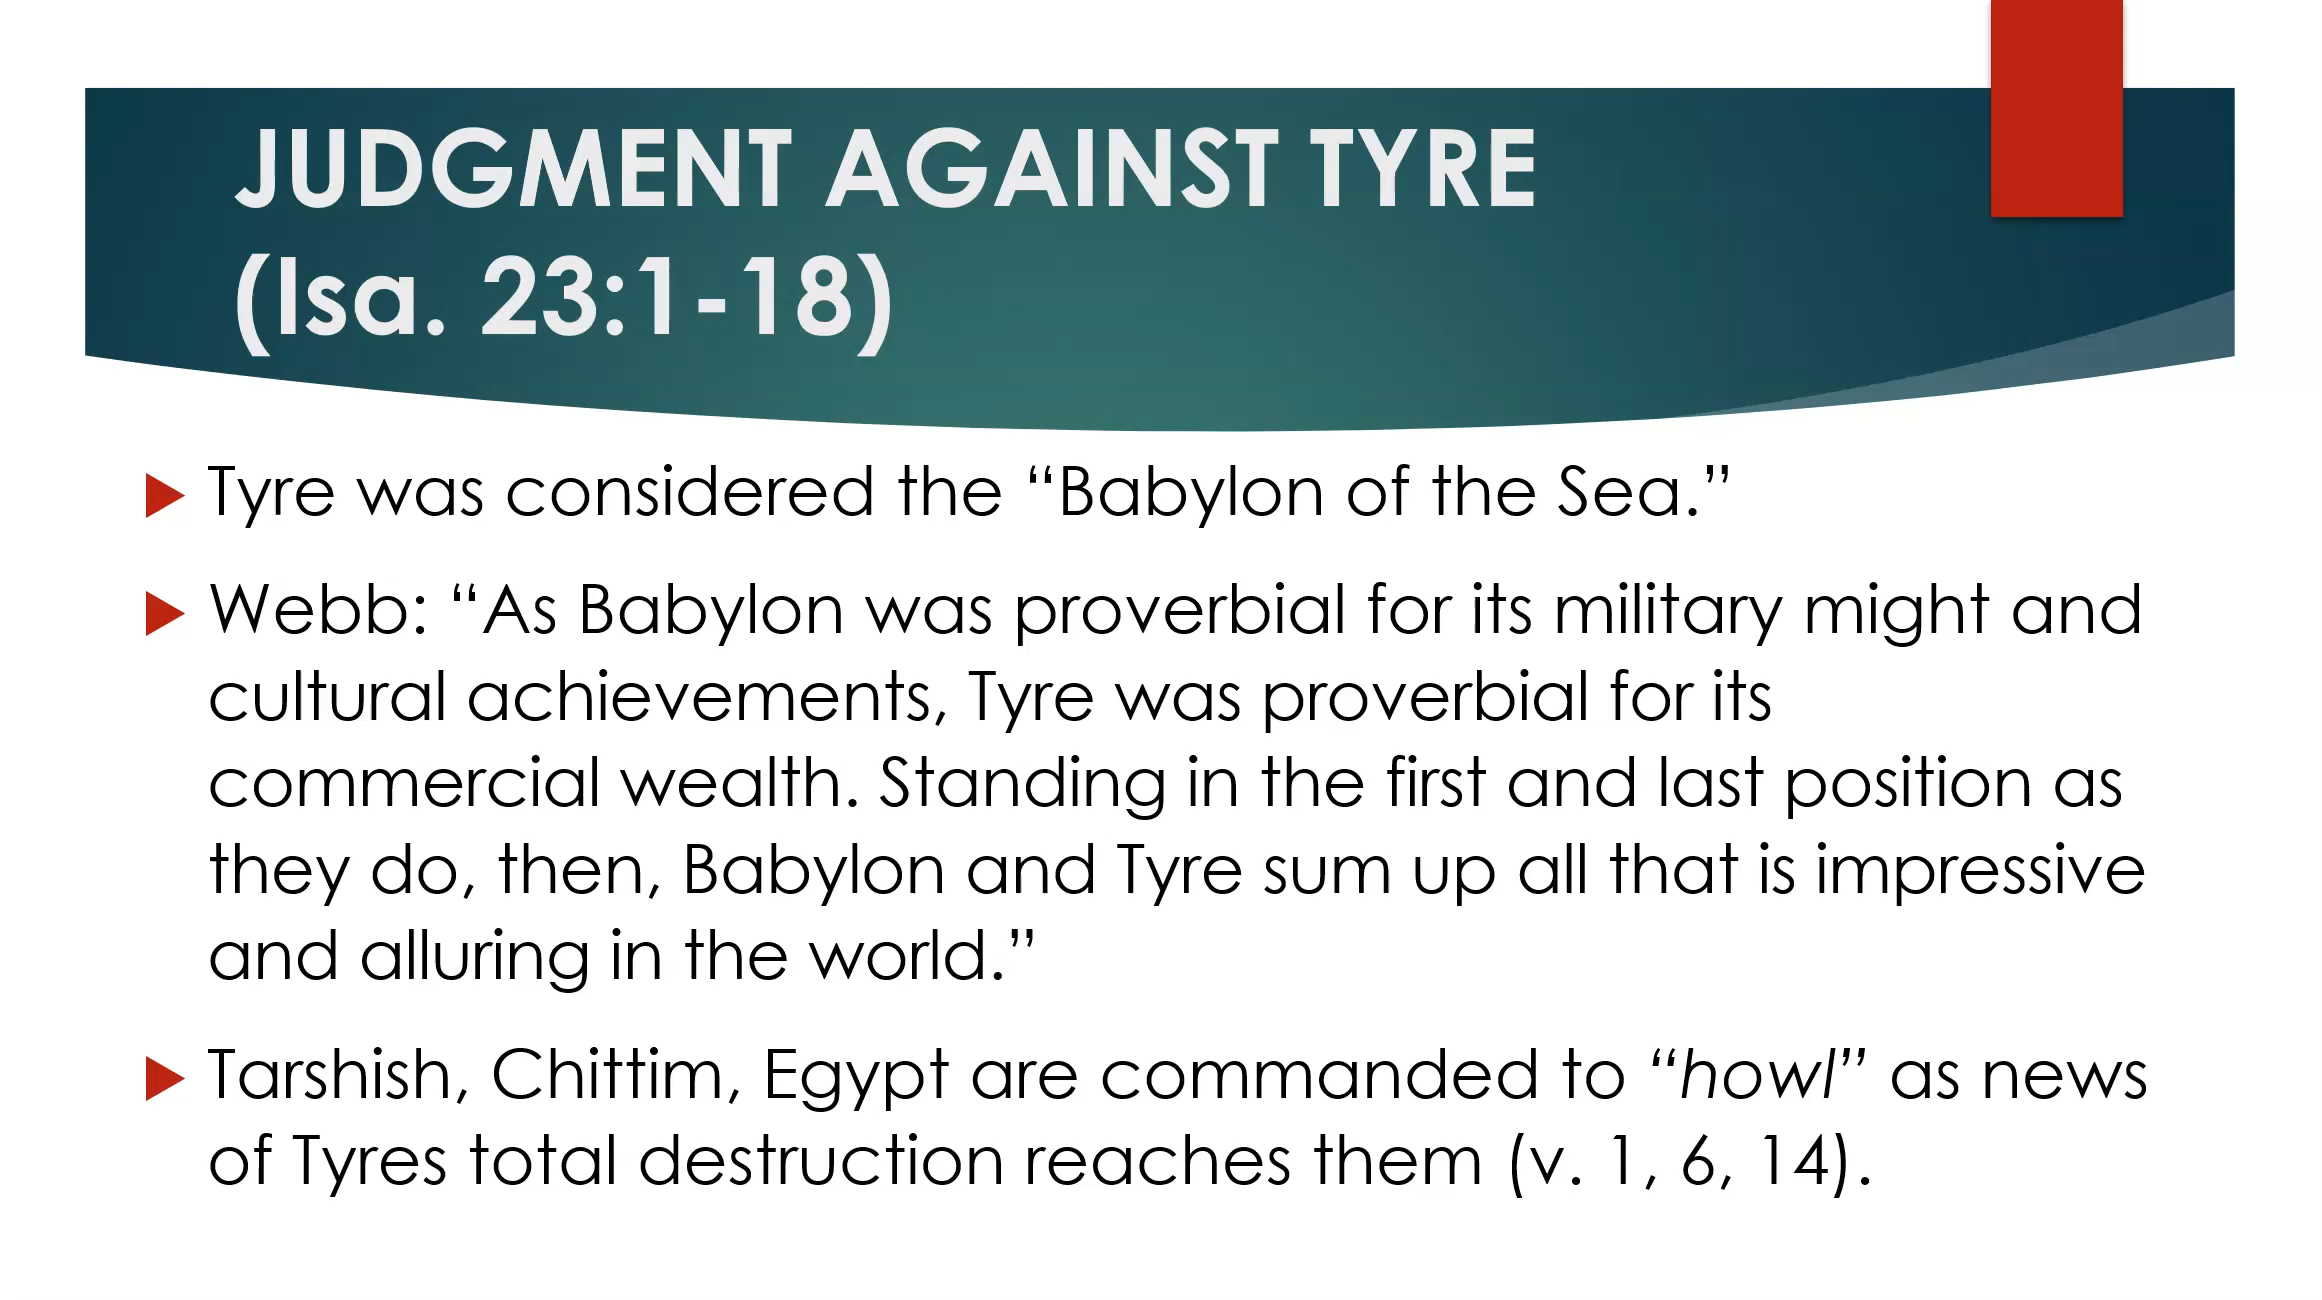 JUDGMENT AGAINST TYRE
(Isa. 23:1-18)
Tyre was considered the “Babylon of the Sea.”
Webb: “As Babylon was proverbial for its military might and
cultural achievements, Tyre was proverbial for its
commercial wealth. Standing in the first and last position as
they do, then, Babylon and Tyre sum up all that is impressive
and alluring in the world.”
Tarshish, Chittim, Egypt are commanded to “howl” as news
of Tyres total destruction reaches them (v. 1, 6, 14).